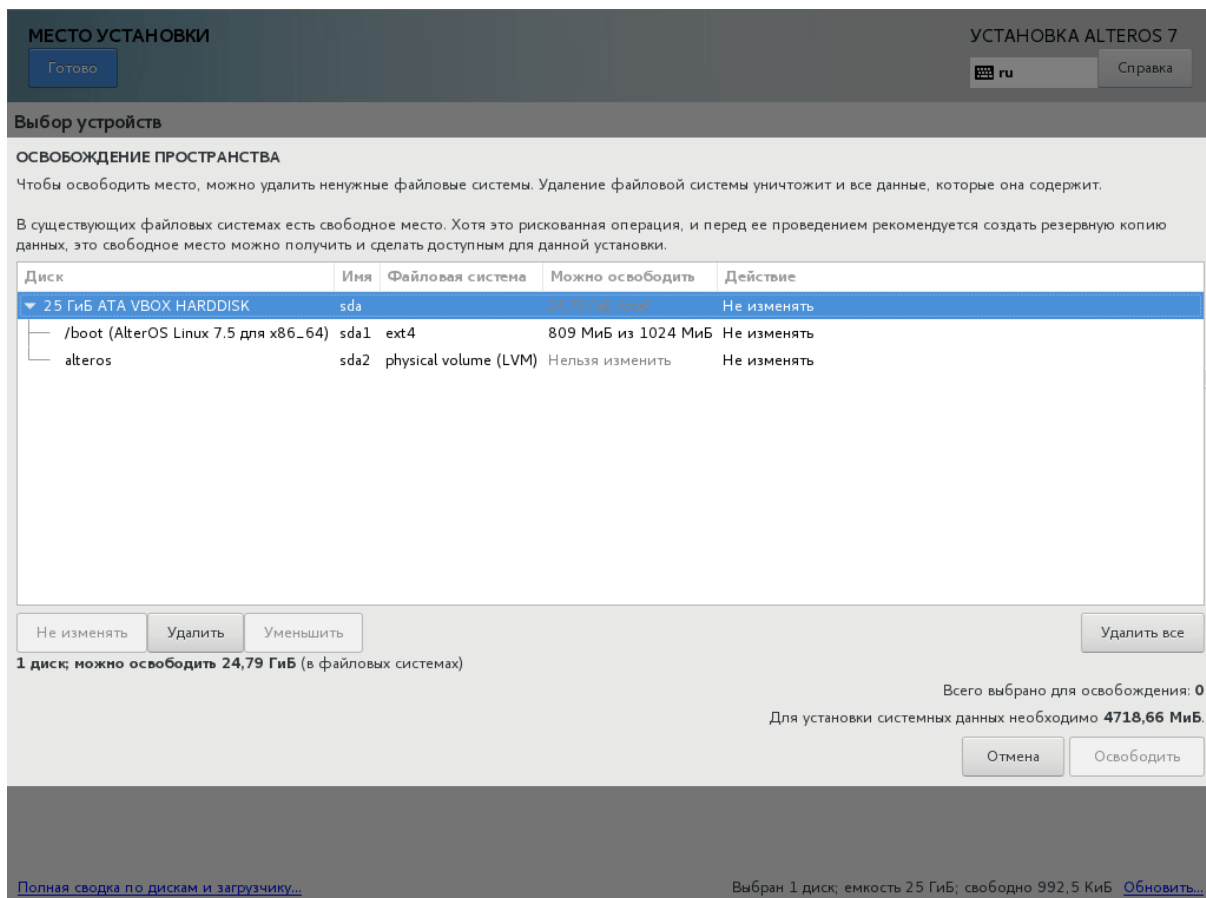 МЕСТО УСТАНОВКИ
УСТАНОВКА ALTEROS 7
Готово
ru
Справка
Выбор устройств
ОСВОБОЖДЕНИЕ ПРОСТРАНСТВА
Чтобы освободить место, можно удалить ненужные файловые системы. Удаление файловой системы уничтожит и все данные, которые она содержит.
В существующих файловых системах есть свободное место. Хотя это рискованная операция, и перед ее проведением рекомендуется создать резервную копию
данных, это свободное место можно получить и сделать доступным для данной установки.
Диск Имя Файловая система Можно освободить Действие
25 ГиБ ATA VBOX HARDDISK sda 24,79 ГиБ total Не изменять
/boot (AlterOS Linux 7.5 для x86_64) sda1 ext4 809 МиБ из 1024 МиБ Не изменять
alteros sda2 physical volume (LVM) Нельзя изменить Не изменять
Не изменять Удалить Уменьшить Удалить все
1 диск; можно освободить 24,79 ГиБ (в файловых системах)
Всего выбрано для освобождения: 0
Для установки системных данных необходимо 4718,66 МиБ.
Отмена Освободить
Полная сводка по дискам и загрузчику... Выбран 1 диск; емкость 25 ГиБ; свободно 992,5 КиБ Обновить...